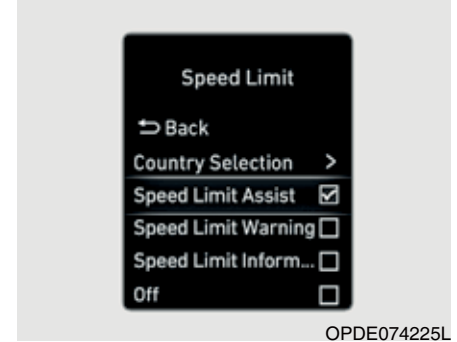 Speed Limit
Back
Country Selection >
Speed Limit Assist
Speed Limit Warning
Speed Limit Inform...
Off
OPDE074225L